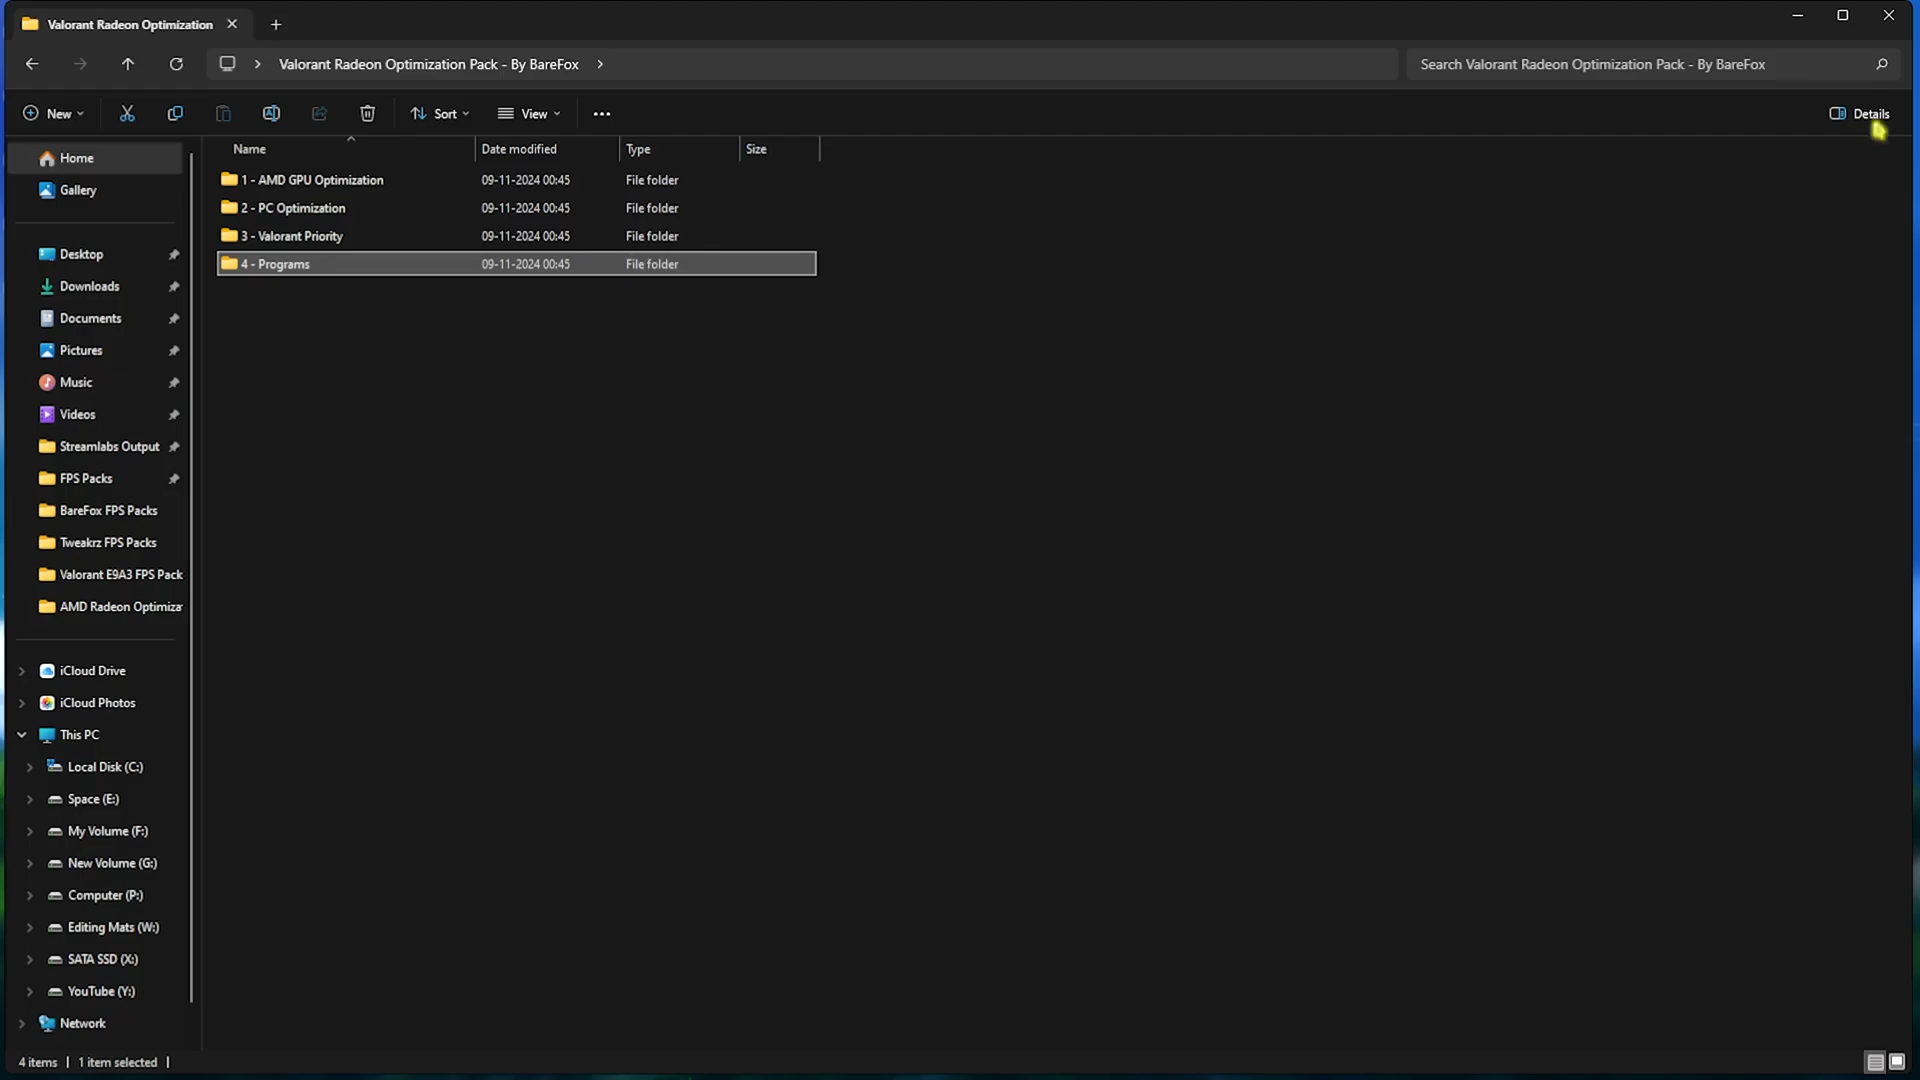 Valorant Radeon Optimization
Valorant Radeon Optimization Pack - By BareFox
Search Valorant Radeon Optimization Pack - By BareFox
New
Sort
View
Details
Name
Date modified
Type
Size
1 - AMD GPU Optimization
09-11-2024 00:45
File folder
2 - PC Optimization
09-11-2024 00:45
File folder
3 - Valorant Priority
09-11-2024 00:45
File folder
4 - Programs
09-11-2024 00:45
File folder
Home
Gallery
Desktop
Downloads
Documents
Pictures
Music
Videos
Streamlabs Output
FPS Packs
BareFox FPS Packs
Tweakrz FPS Packs
Valorant E9A3 FPS Pack
AMD Radeon Optimiza
iCloud Drive
iCloud Photos
This PC
Local Disk (C:)
Space (E:)
My Volume (F:)
New Volume (G:)
Computer (P:)
Editing Mats (W:)
SATA SSD (X:)
YouTube (Y:)
Network
4 items
1 item selected